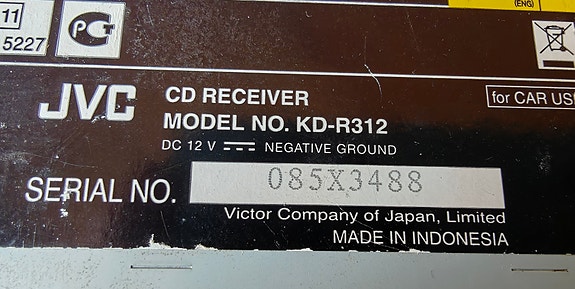 (ENG)
11
5227
РСТ
JVC
CD RECEIVER
for CAR US
MODEL NO. KD-R312
DC 12 V NEGATIVE GROUND
SERIAL NO. 085X3488
Victor Company of Japan, Limited
MADE IN INDONESIA